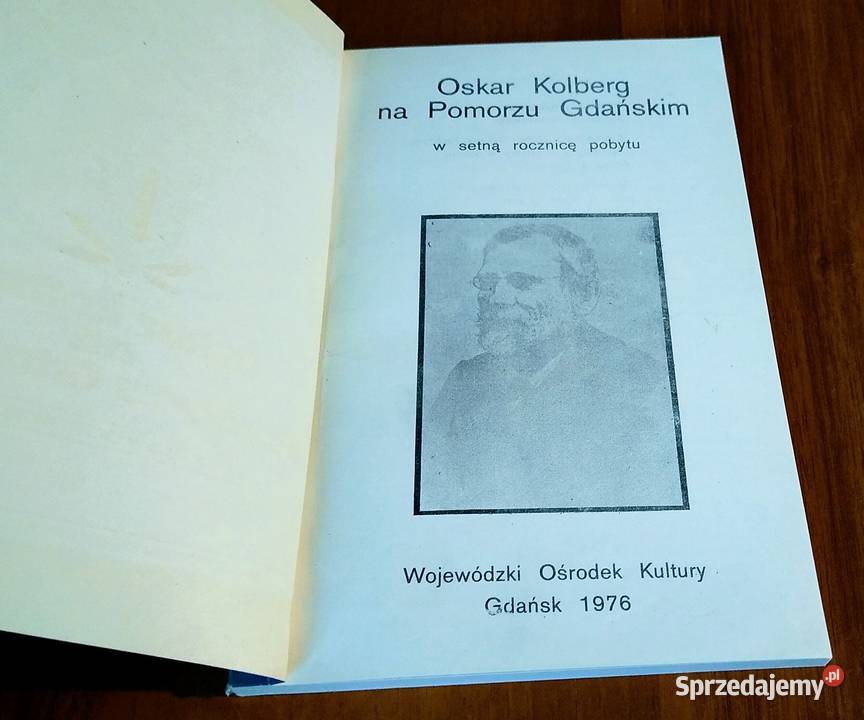 Oskar Kolberg
na Pomorzu Gdańskim
w setną rocznicę pobytu
Wojewódzki Ośrodek Kultury
Gdańsk 1976
Sprzedajemy.pl